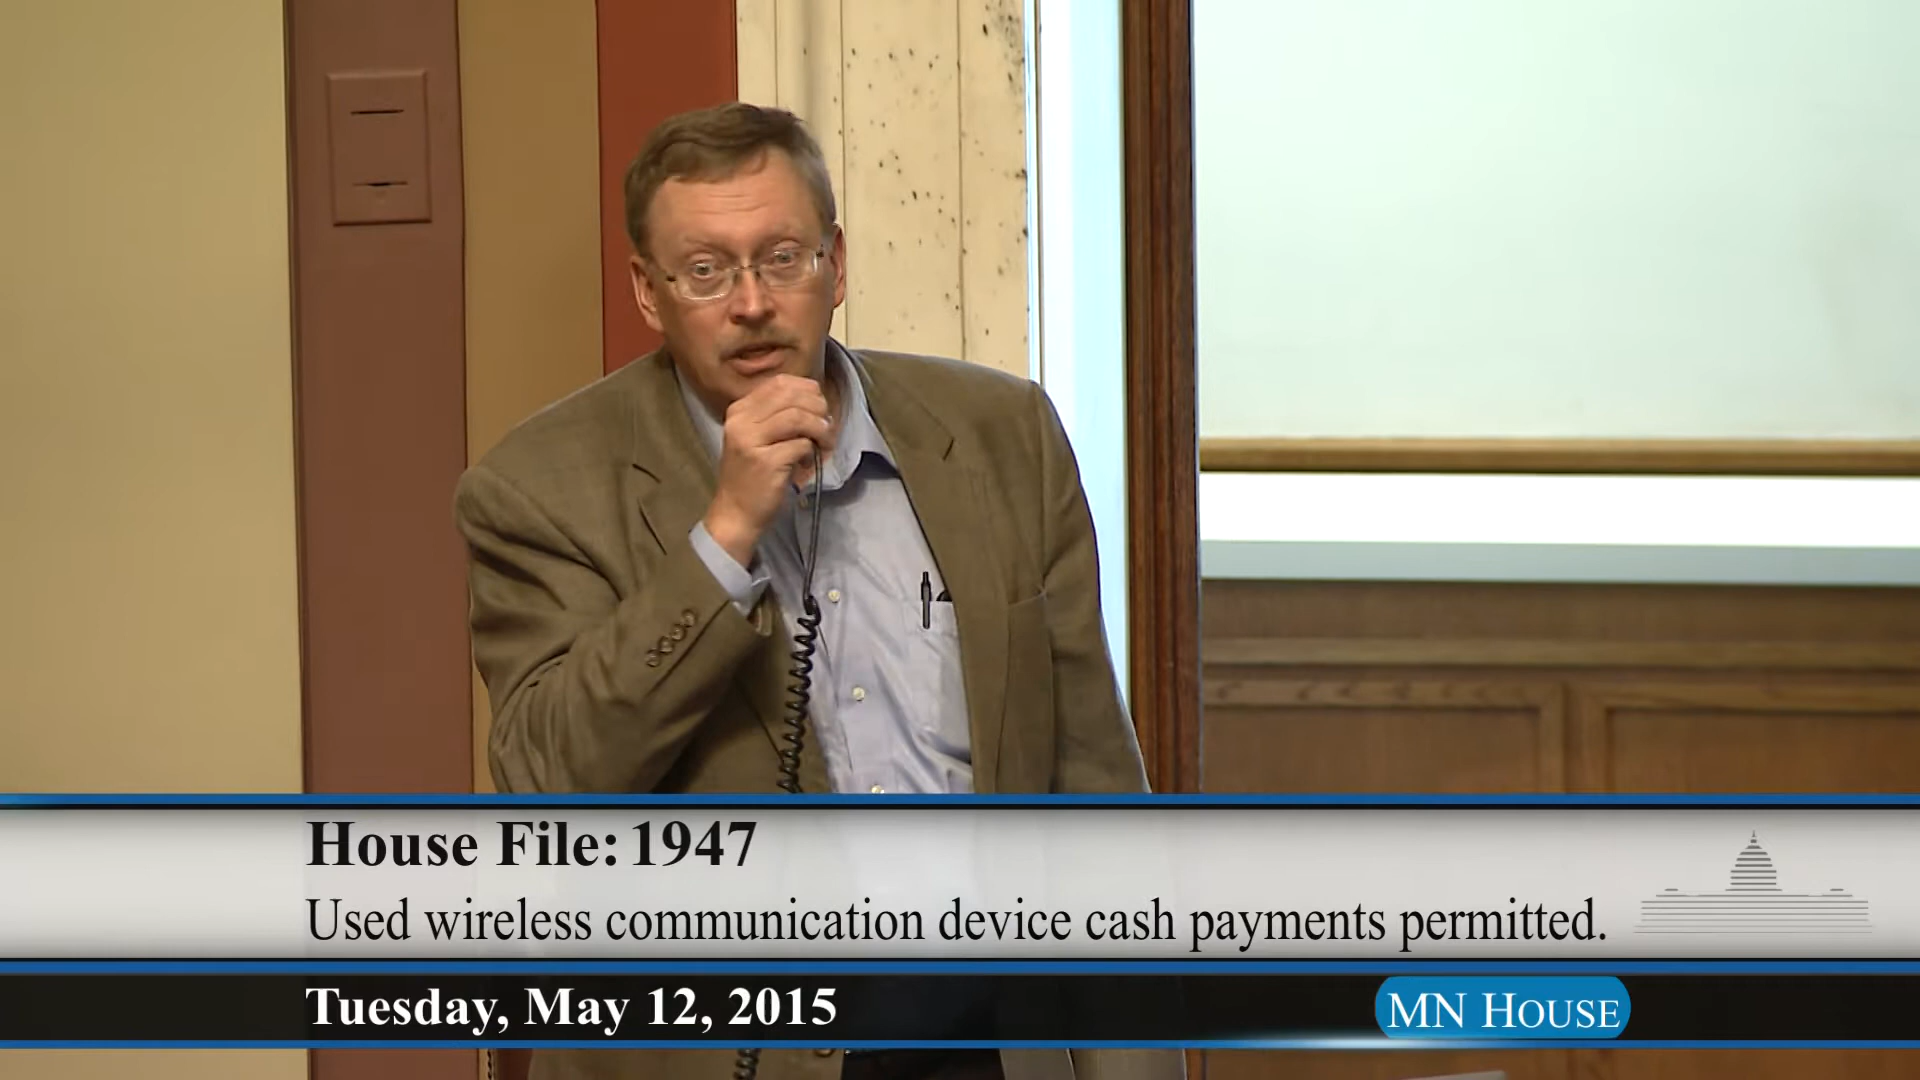 House File: 1947
Used wireless communication device cash payments permitted.
Tuesday, May 12, 2015
MN HOUSE